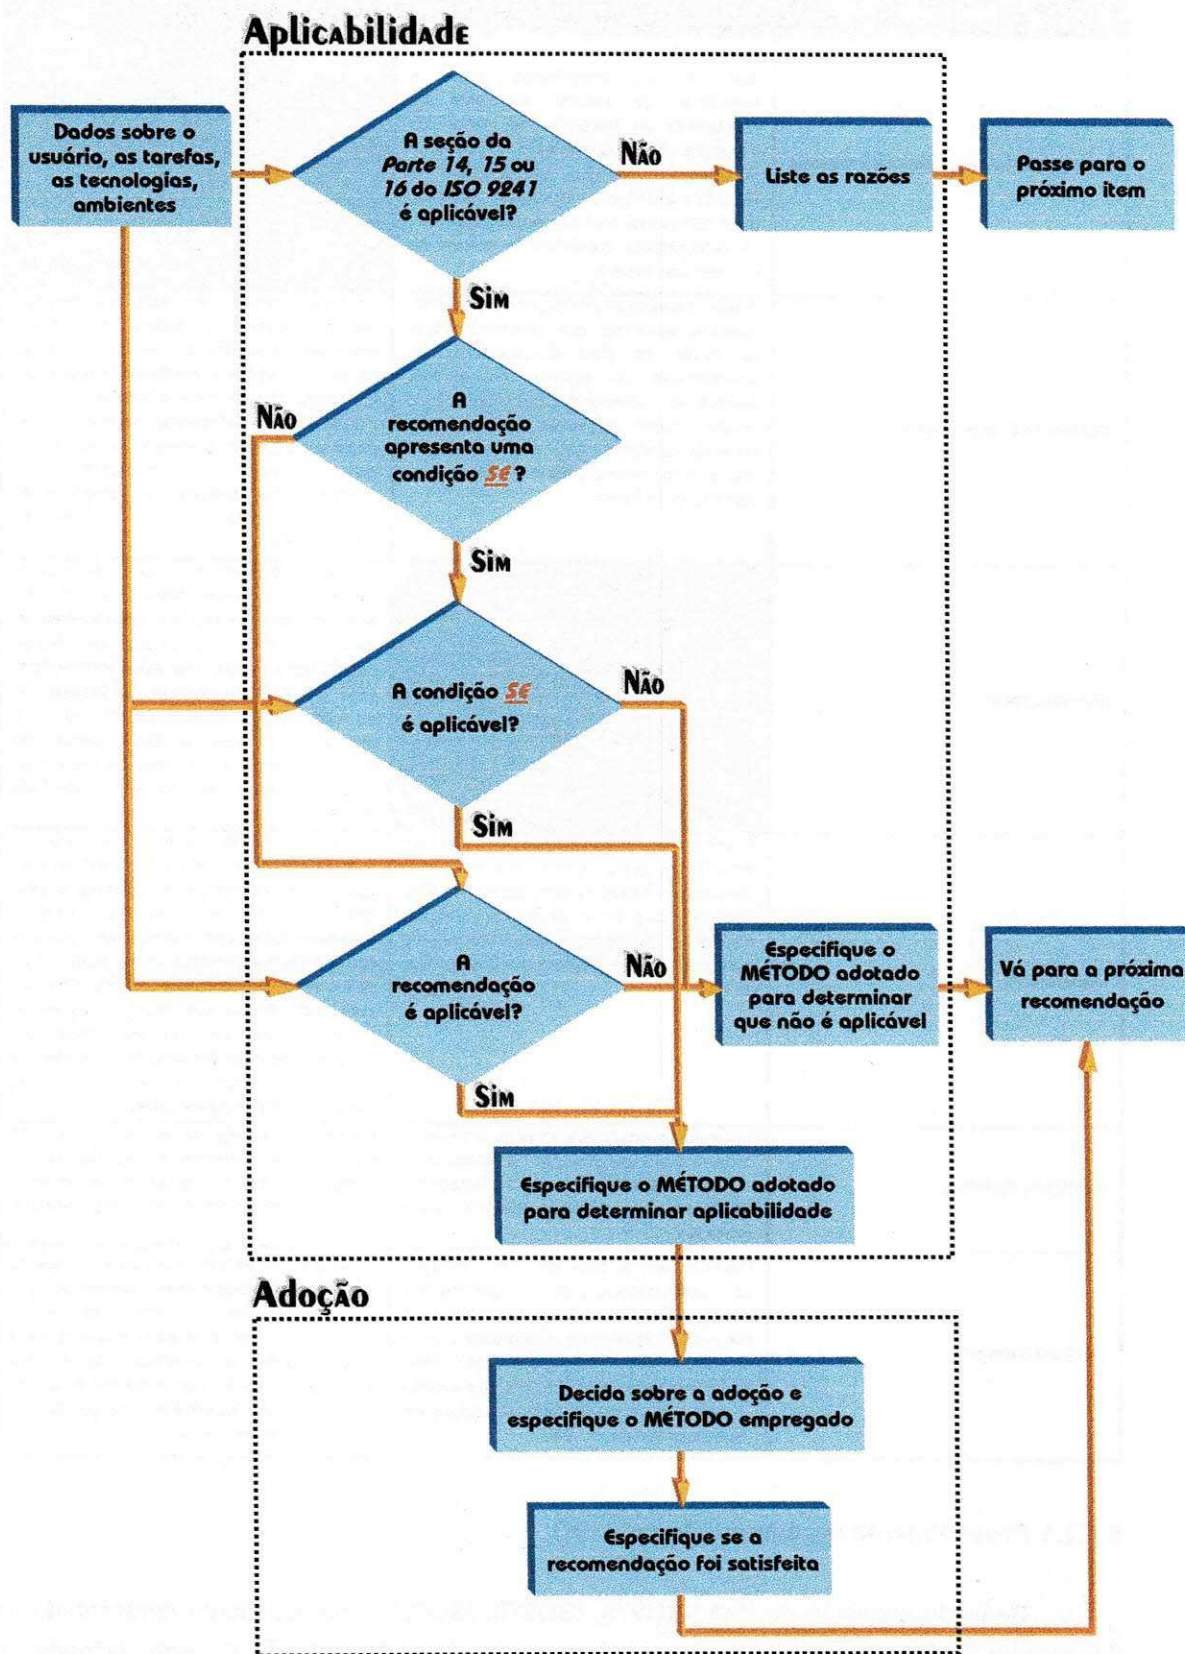 Aplicabilidade
Dados sobre o
usuário, as tarefas,
as tecnologias,
ambientes
A seção da
Parte 14, 15 ou
16 do ISO 9241
é aplicável?
Não
Liste as razões
Passe para o
próximo item
Sim
A
recomendação
apresenta uma
condição SE ?
Não
Sim
A condição SE
é aplicável?
Não
Sim
A
recomendação
é aplicável?
Não
Especifique o
MÉTODO adotado
para determinar
que não é aplicável
Vá para a próxima
recomendação
Sim
Especifique o MÉTODO adotado
para determinar aplicabilidade
Adoção
Decida sobre a adoção e
especifique o MÉTODO empregado
Especifique se a
recomendação foi satisfeita